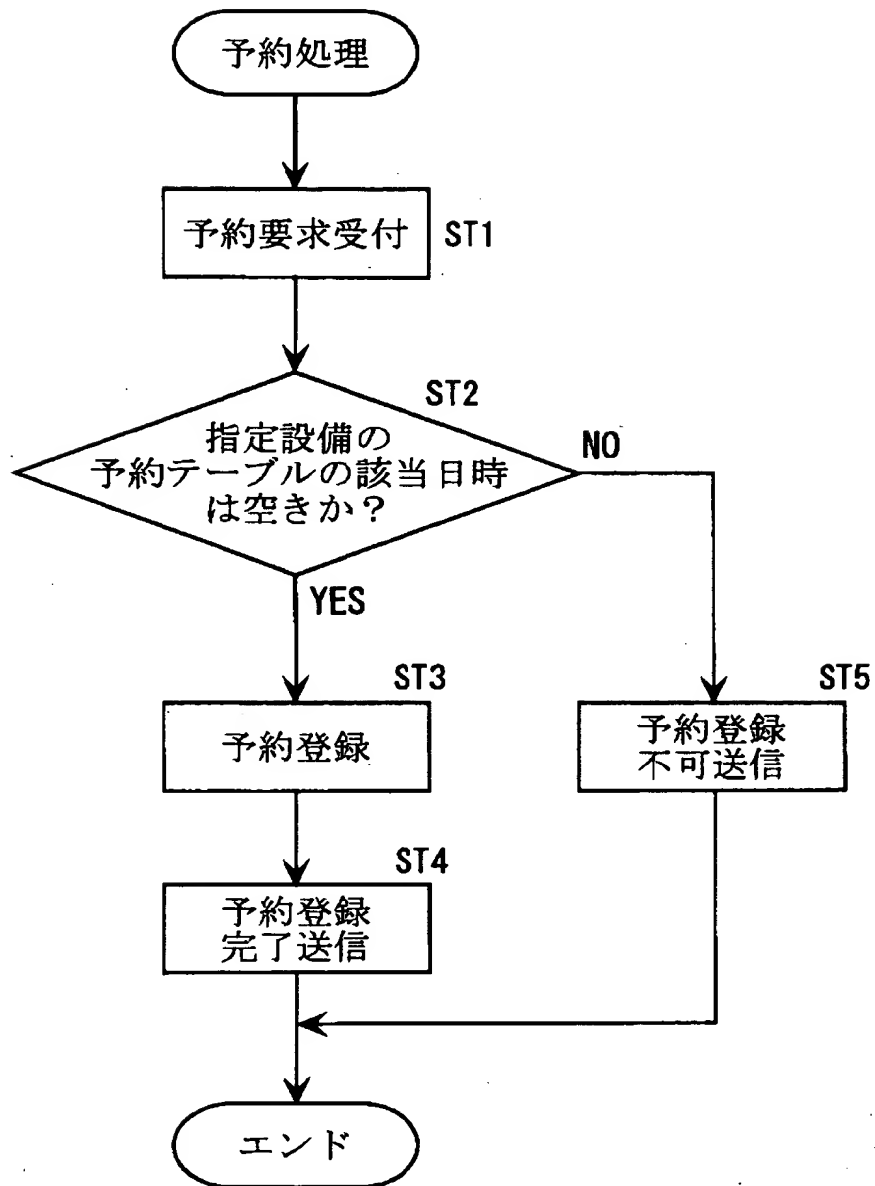 予約処理
予約要求受付
ST1
ST2
指定設備の
予約テーブルの該当日時
は空きか？
NO
YES
ST3
予約登録
ST5
予約登録
不可送信
ST4
予約登録
完了送信
エンド